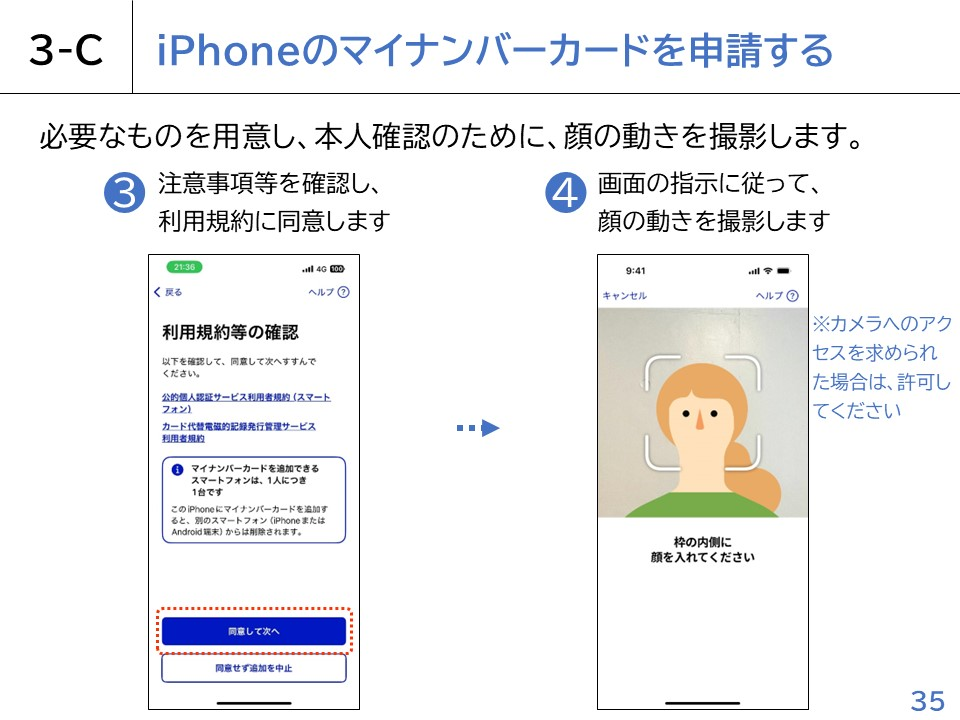 3-C
iPhoneのマイナンバーカードを申請する
必要なものを用意し、本人確認のために、顔の動きを撮影します。
3
注意事項等を確認し、
利用規約に同意します
21:36
4G 100
戻る
ヘルプ ?
利用規約等の確認
以下を確認して、同意して次へすすんで
ください。
公的個人認証サービス利用者規約(スマート
フォン)
カード代替電磁的記録発行管理サービス
利用者規約
マイナンバーカードを追加できる
スマートフォンは、1人につき
1台です
このiPhoneにマイナンバーカードを追加す
ると、別のスマートフォン(iPhoneまたは
Android端末)からは削除されます。
同意して次へ
同意せず追加を中止
4
画面の指示に従って、
顔の動きを撮影します
9:41
キャンセル
ヘルプ ?
枠の内側に
顔を入れてください
※カメラへのアク
セスを求められ
た場合は、許可し
てください
35